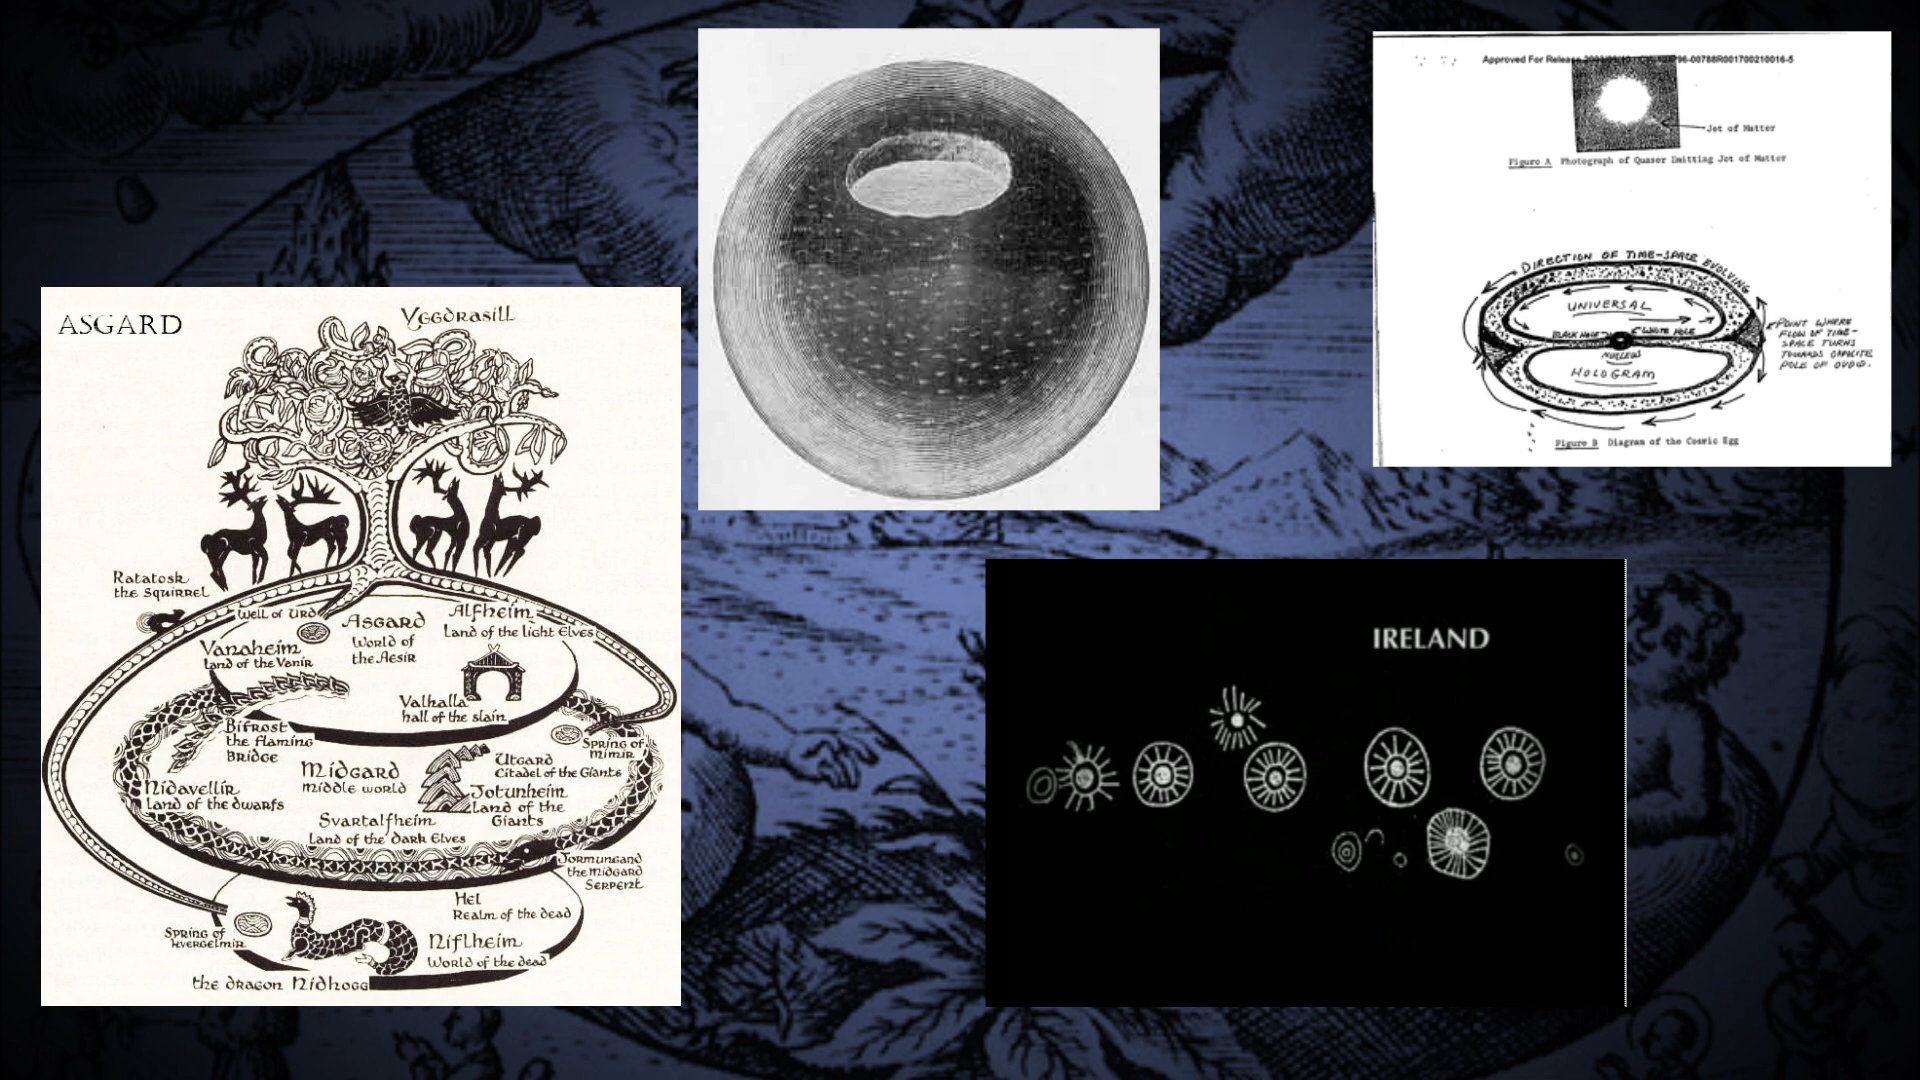 ASGARD
Yggdrasill
Ratatosk
the Squirrel
Well of Urd
Asgard
World of
the Aesir
Alfheim
Land of the light Elves
Vanaheim
Land of the Vanir
Valhalla
hall of the slain
Bifrost
the flaming
Bridge
Spring of
Mimir
Utgard
Citadel of the Giants
Midgard
middle world
Nidavellir
Land of the dwarfs
Jotunheim
Land of the
Giants
Svartalfheim
Land of the dark Elves
Jormungand
the Midgard
Serpent
Hel
Realm of the dead
Spring of
Hvergelmir
Niflheim
World of the dead
the dragon Nidhogg
Approved For Release
96-00788R001700210016-5
Jet of Matter
Figure A Photograph of Quaser Emitting Jet of Matter
DIRECTION OF TIME-SPACE EVOLVING
UNIVERSAL
BLACK HOLE
WHITE HOLE
NUCLEUS
HOLOGRAM
POINT WHERE
FLOW OF TIME-
SPACE TURNS
TOWARDS OPPOSITE
POLE OF OVOID.
Figure B Diagram of the Cosmic Egg
IRELAND